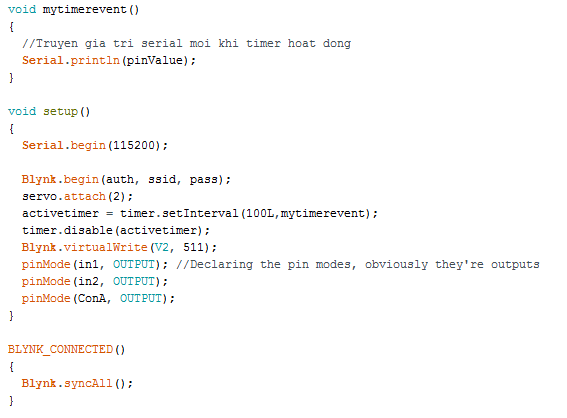 void mytimerevent()
{
  //Truyen gia tri serial moi khi timer hoat dong
  Serial.println(pinValue);
}

void setup()
{
  Serial.begin(115200);

  Blynk.begin(auth, ssid, pass);
  servo.attach(2);
  activetimer = timer.setInterval(100L,mytimerevent);
  timer.disable(activetimer);
  Blynk.virtualWrite(V2, 511);
  pinMode(in1, OUTPUT); //Declaring the pin modes, obviously they're outputs
  pinMode(in2, OUTPUT);
  pinMode(ConA, OUTPUT);
}

BLYNK_CONNECTED()
{
  Blynk.syncAll();
}